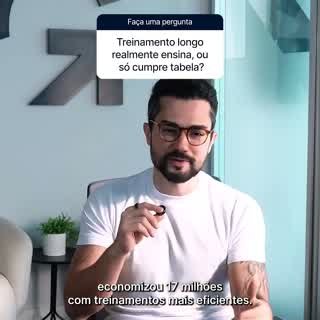 Faça uma pergunta
Treinamento longo
realmente ensina, ou
só cumpre tabela?
economizou 17 milhões
com treinamentos mais eficientes.